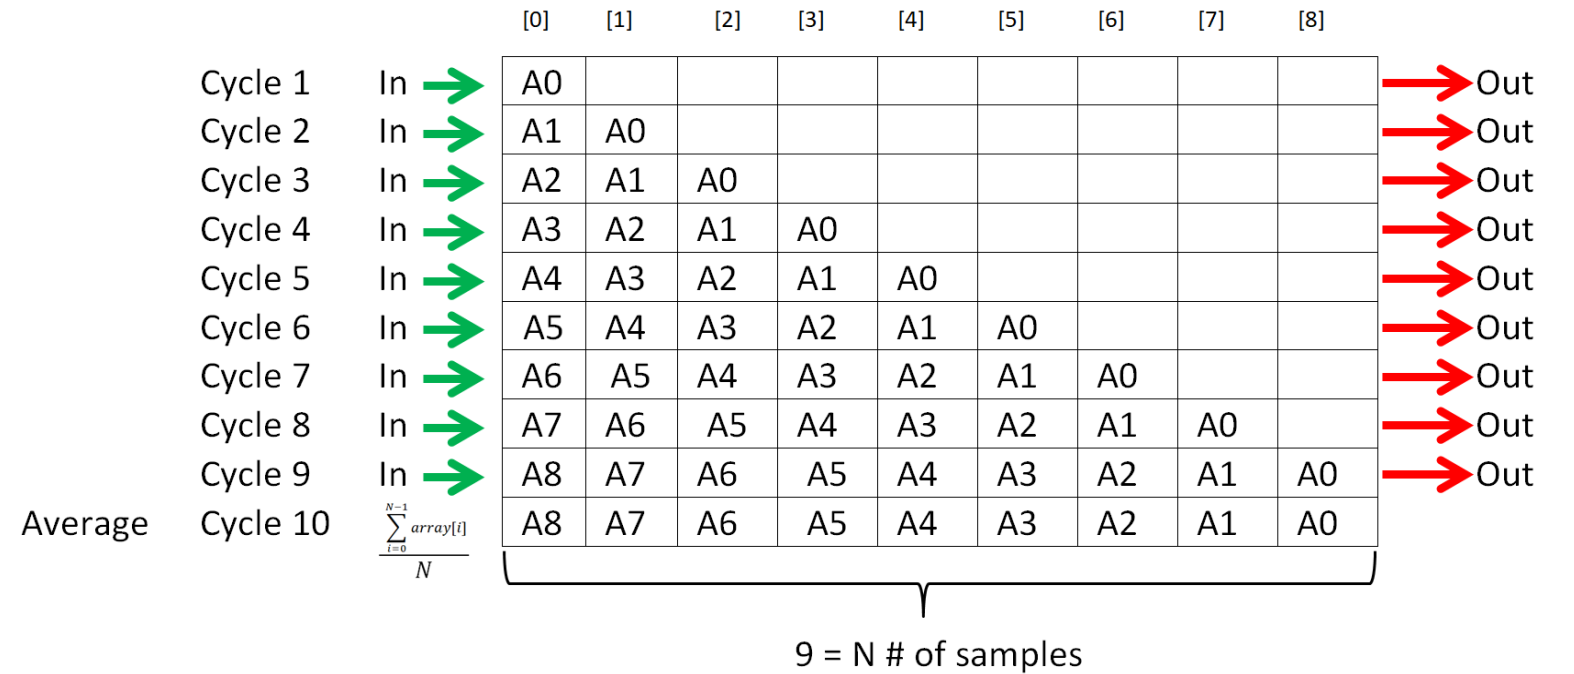 [0] [1] [2] [3] [4] [5] [6] [7] [8]
Cycle 1 In A0 Out
Cycle 2 In A1 A0 Out
Cycle 3 In A2 A1 A0 Out
Cycle 4 In A3 A2 A1 A0 Out
Cycle 5 In A4 A3 A2 A1 A0 Out
Cycle 6 In A5 A4 A3 A2 A1 A0 Out
Cycle 7 In A6 A5 A4 A3 A2 A1 A0 Out
Cycle 8 In A7 A6 A5 A4 A3 A2 A1 A0 Out
Cycle 9 In A8 A7 A6 A5 A4 A3 A2 A1 A0 Out
Average Cycle 10 ∑_{i=0}^{N−1} array[i] / N A8 A7 A6 A5 A4 A3 A2 A1 A0
9 = N # of samples